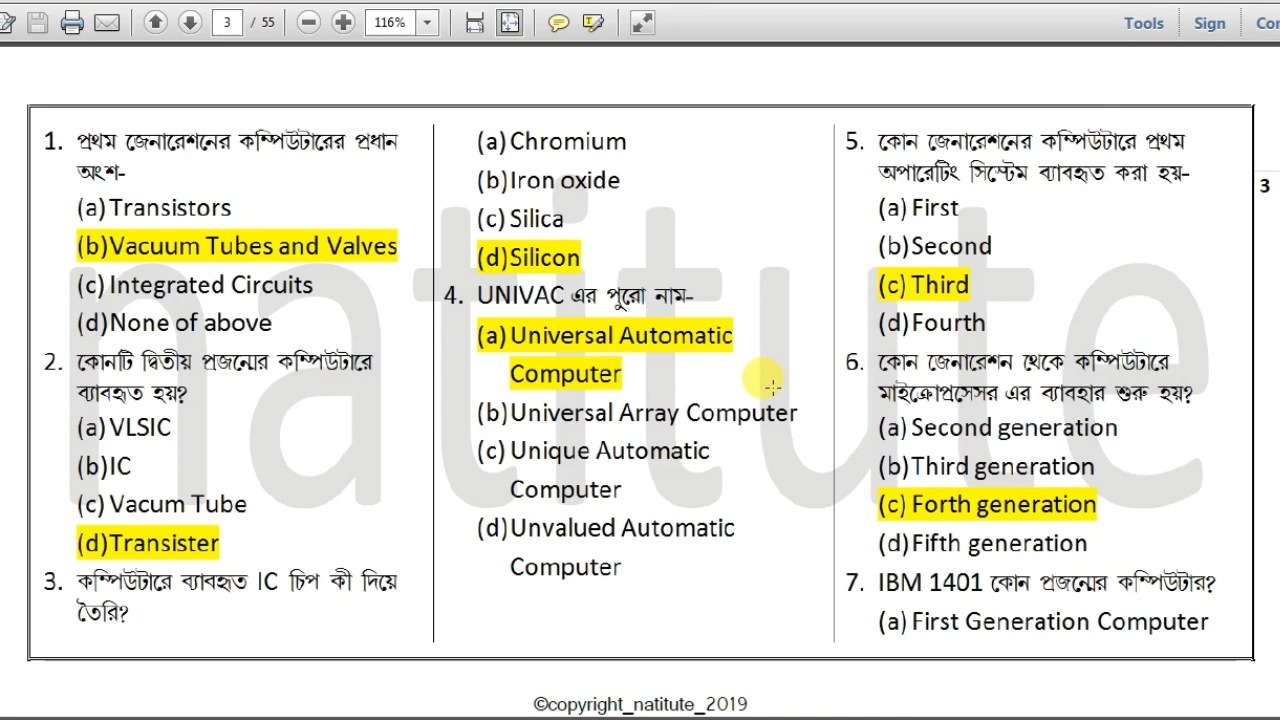 3 / 55
116%
Tools
Sign
1. প্রথম জেনারেশনের কম্পিউটারের প্রধান
অংশ-
(a) Transistors
(b) Vacuum Tubes and Valves
(c) Integrated Circuits
(d) None of above
2. কোনটি দ্বিতীয় প্রজন্মের কম্পিউটারে
ব্যাবহৃত হয়?
(a) VLSIC
(b) IC
(c) Vacum Tube
(d) Transister
3. কম্পিউটারে ব্যাবহৃত IC চিপ কী দিয়ে
তৈরি?
(a) Chromium
(b) Iron oxide
(c) Silica
(d) Silicon
4. UNIVAC এর পুরো নাম-
(a) Universal Automatic
Computer
(b) Universal Array Computer
(c) Unique Automatic
Computer
(d) Unvalued Automatic
Computer
5. কোন জেনারেশনের কম্পিউটারে প্রথম
অপারেটিং সিস্টেম ব্যাবহৃত করা হয়-
(a) First
(b) Second
(c) Third
(d) Fourth
6. কোন জেনারেশন থেকে কম্পিউটারে
মাইক্রোপ্রসেসর এর ব্যাবহার শুরু হয়?
(a) Second generation
(b) Third generation
(c) Forth generation
(d) Fifth generation
7. IBM 1401 কোন প্রজন্মের কম্পিউটার?
(a) First Generation Computer
3
natitute
©copyright_natitute_2019